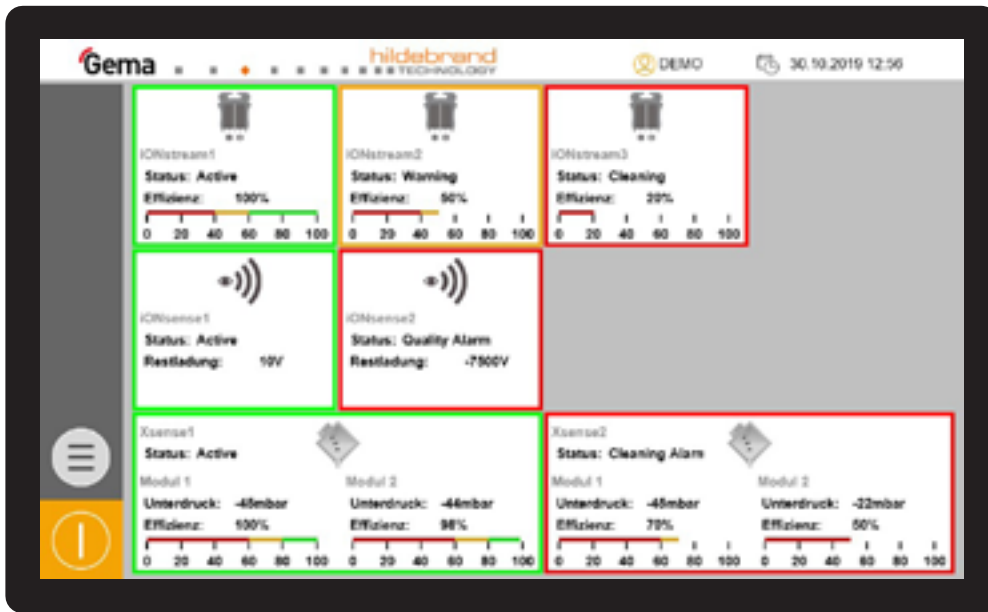 Gema
hildebrand
TECHNOLOGY
DEMO
30.10.2019 12:56
iONstream1
Status: Active
Effizienz: 100%
0 20 40 60 80 100
iONstream2
Status: Warning
Effizienz: 50%
0 20 40 60 80 100
iONstream3
Status: Cleaning
Effizienz: 20%
0 20 40 60 80 100
iONsense1
Status: Active
Restladung: 10V
iONsense2
Status: Quality Alarm
Restladung: -7500V
Xsense1
Status: Active
Modul 1
Unterdruck: -45mbar
Effizienz: 100%
0 20 40 60 80 100
Modul 2
Unterdruck: -44mbar
Effizienz: 98%
0 20 40 60 80 100
Xsense2
Status: Cleaning Alarm
Modul 1
Unterdruck: -45mbar
Effizienz: 70%
0 20 40 60 80 100
Modul 2
Unterdruck: -22mbar
Effizienz: 50%
0 20 40 60 80 100